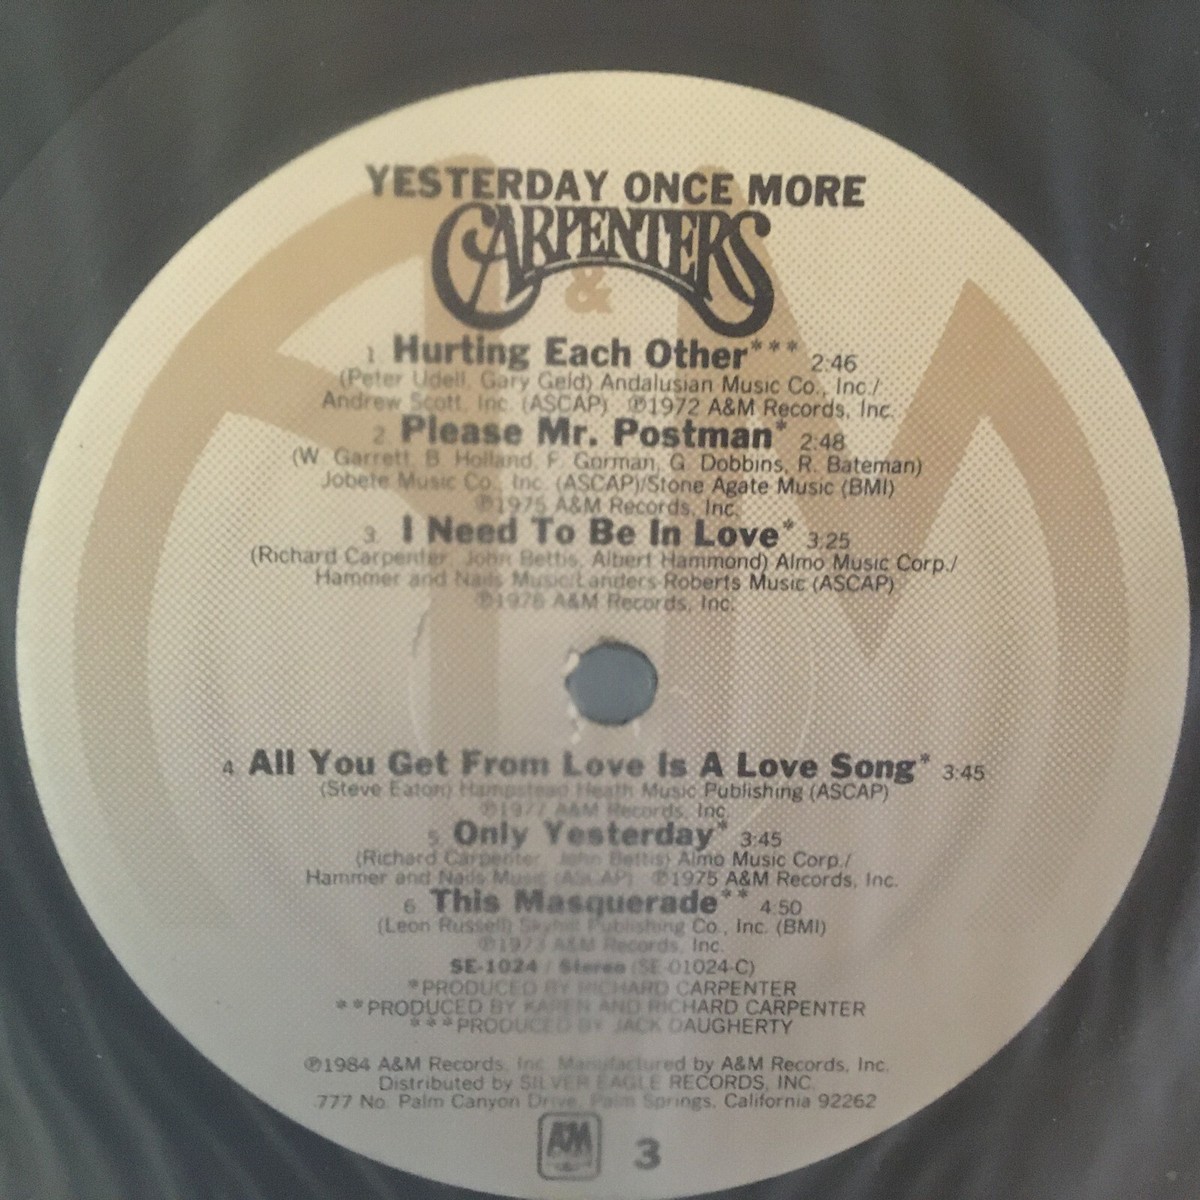 YESTERDAY ONCE MORE
CARPENTERS
&
1. Hurting Each Other*** 2:46
(Peter Udell, Gary Geld) Andalusian Music Co., Inc./
Andrew Scott, Inc. (ASCAP) ℗1972 A&M Records, Inc.
2. Please Mr. Postman* 2:48
(W. Garrett, B. Holland, F. Gorman, G. Dobbins, R. Bateman)
Jobete Music Co., Inc. (ASCAP)/Stone Agate Music (BMI)
℗1975 A&M Records, Inc.
3. I Need To Be In Love* 3:25
(Richard Carpenter, John Bettis, Albert Hammond) Almo Music Corp./
Hammer and Nails Music/Landers-Roberts Music (ASCAP)
℗1976 A&M Records, Inc.
4. All You Get From Love Is A Love Song* 3:45
(Steve Eaton) Hampstead Heath Music Publishing (ASCAP)
℗1977 A&M Records, Inc.
5. Only Yesterday* 3:45
(Richard Carpenter, John Bettis) Almo Music Corp./
Hammer and Nails Music (ASCAP) ℗1975 A&M Records, Inc.
6. This Masquerade** 4:50
(Leon Russell) Skyhill Publishing Co., Inc. (BMI)
℗1973 A&M Records, Inc.
SE-1024 / Stereo (SE-01024-C)
*PRODUCED BY RICHARD CARPENTER
**PRODUCED BY KAREN AND RICHARD CARPENTER
***PRODUCED BY JACK DAUGHERTY
℗1984 A&M Records, Inc. Manufactured by A&M Records, Inc.
Distributed by SILVER EAGLE RECORDS, INC.
777 No. Palm Canyon Drive, Palm Springs, California 92262
A&M 3